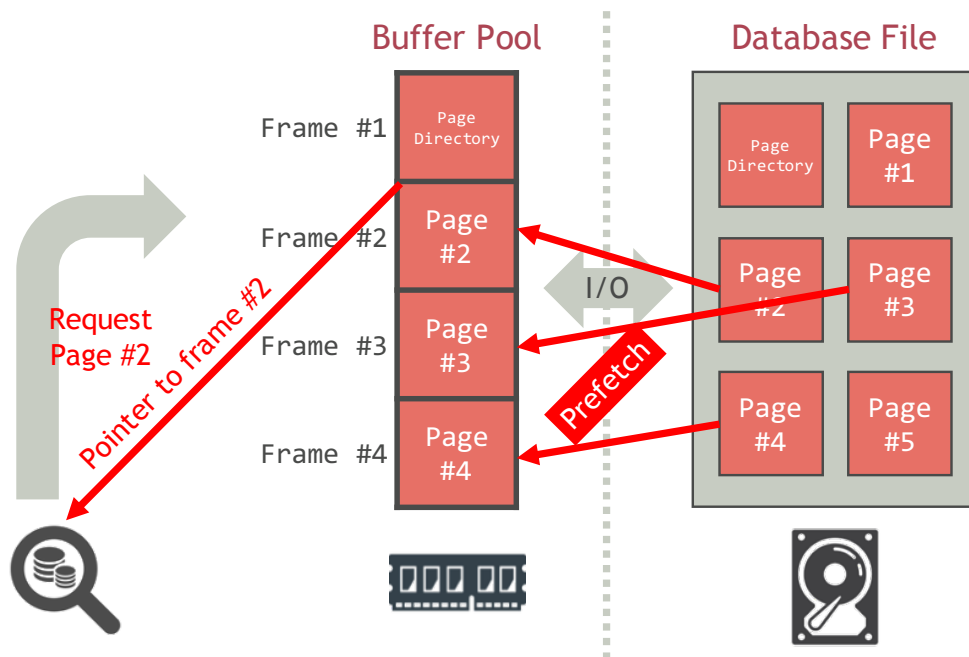 Buffer Pool
Database File
Frame #1
Page
Directory
Page
Directory
Page
#1
Frame #2
Page
#2
I/O
Page
#2
Page
#3
Request
Page #2
Pointer to frame #2
Frame #3
Page
#3
Prefetch
Frame #4
Page
#4
Page
#4
Page
#5